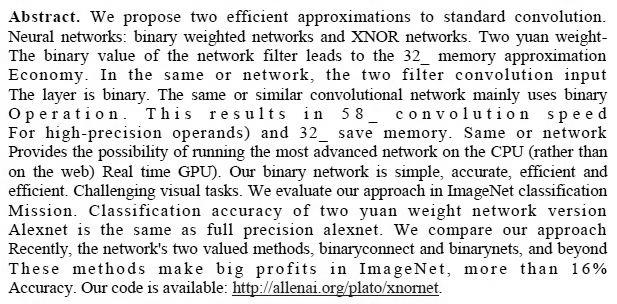 Abstract. We propose two efficient approximations to standard convolution.
Neural networks: binary weighted networks and XNOR networks. Two yuan weight-
The binary value of the network filter leads to the 32_ memory approximation
Economy. In the same or network, the two filter convolution input
The layer is binary. The same or similar convolutional network mainly uses binary
Operation. This results in 58_ convolution speed
For high-precision operands) and 32_ save memory. Same or network
Provides the possibility of running the most advanced network on the CPU (rather than
on the web) Real time GPU). Our binary network is simple, accurate, efficient and
efficient. Challenging visual tasks. We evaluate our approach in ImageNet classification
Mission. Classification accuracy of two yuan weight network version
Alexnet is the same as full precision alexnet. We compare our approach
Recently, the network's two valued methods, binaryconnect and binarynets, and beyond
These methods make big profits in ImageNet, more than 16%
Accuracy. Our code is available: http://allenai.org/plato/xnornet.